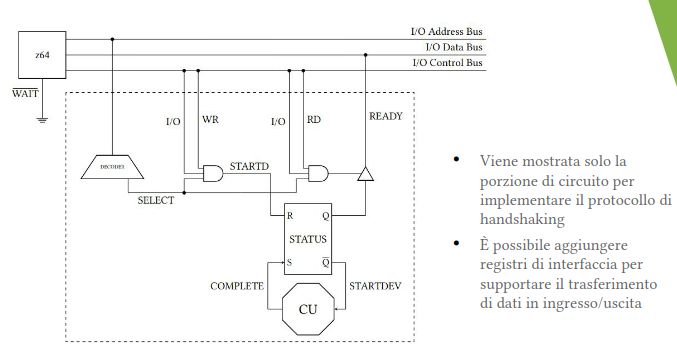 I/O Address Bus
I/O Data Bus
I/O Control Bus
z64
WAIT
I/O
WR
I/O
RD
READY
DECODER
STARTD
SELECT
R
Q
STATUS
S
Q
COMPLETE
STARTDEV
CU
• Viene mostrata solo la
porzione di circuito per
implementare il protocollo di
handshaking
• È possibile aggiungere
registri di interfaccia per
supportare il trasferimento
di dati in ingresso/uscita